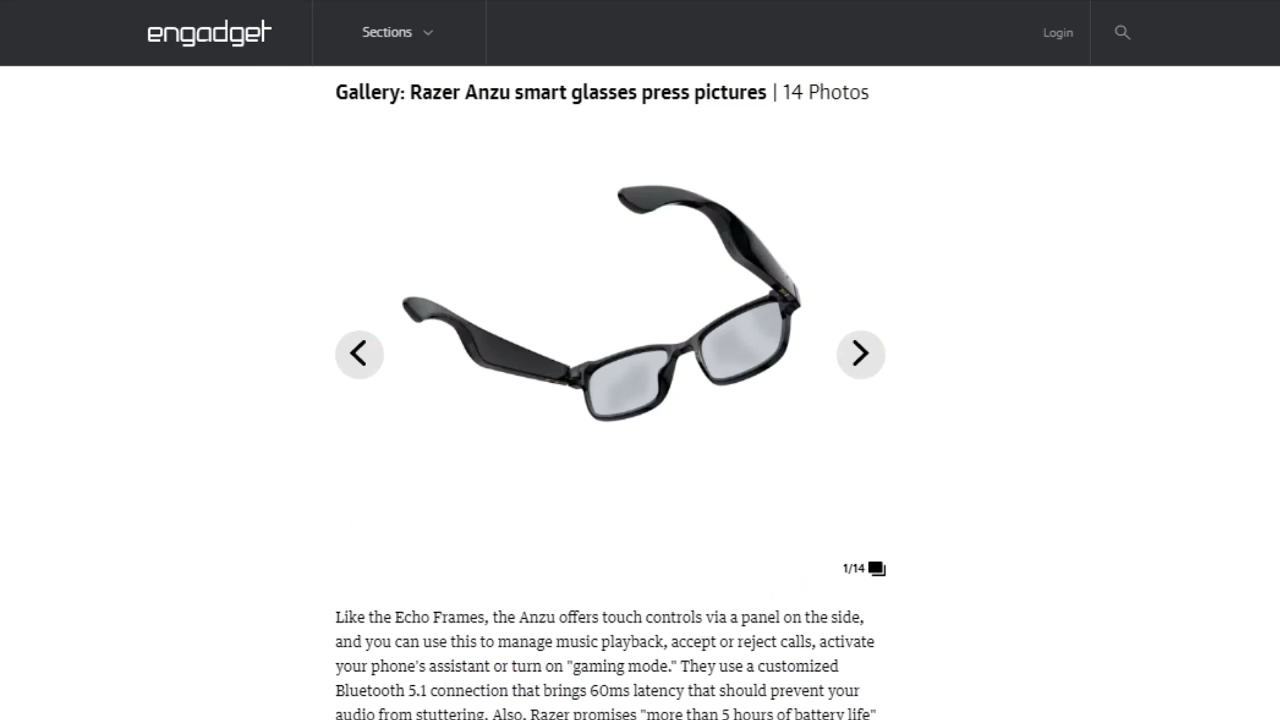 engadget
Sections
Login
Gallery: Razer Anzu smart glasses press pictures | 14 Photos
1/14
Like the Echo Frames, the Anzu offers touch controls via a panel on the side,
and you can use this to manage music playback, accept or reject calls, activate
your phone's assistant or turn on "gaming mode." They use a customized
Bluetooth 5.1 connection that brings 60ms latency that should prevent your
audio from stuttering. Also, Razer promises "more than 5 hours of battery life"